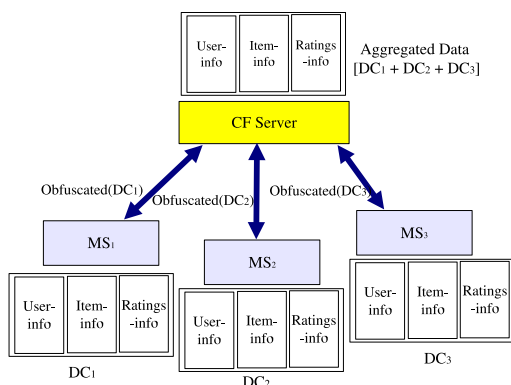 User-
info
Item-
info
Ratings
-info
Aggregated Data
[DC1 + DC2 + DC3]
CF Server
Obfuscated(DC1)
Obfuscated(DC2)
Obfuscated(DC3)
MS1
MS2
MS3
User-
info
Item-
info
Ratings
-info
DC1
User-
info
Item-
info
Ratings
-info
DC2
User-
info
Item-
info
Ratings
-info
DC3